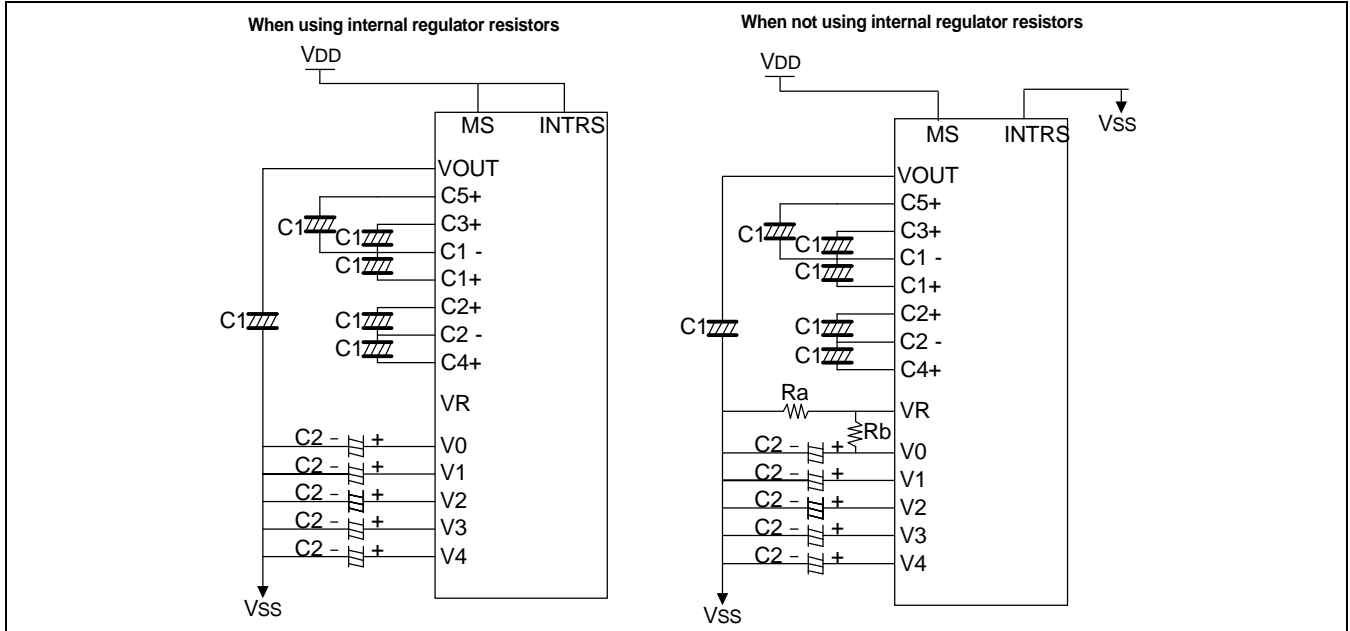 When using internal regulator resistors
VDD
MS INTRS
VOUT
C5+
C1
C3+
C1
C1 -
C1
C1+
C2+
C1
C1
C2 -
C1
C4+
VR
C2 - + V0
C2 - + V1
C2 - + V2
C2 - + V3
C2 - + V4
VSS
When not using internal regulator resistors
VDD
VSS
MS INTRS
VOUT
C5+
C1
C3+
C1
C1 -
C1
C1+
C2+
C1
C1
C2 -
C1
C4+
Ra
VR
Rb
C2 - + V0
C2 - + V1
C2 - + V2
C2 - + V3
C2 - + V4
VSS